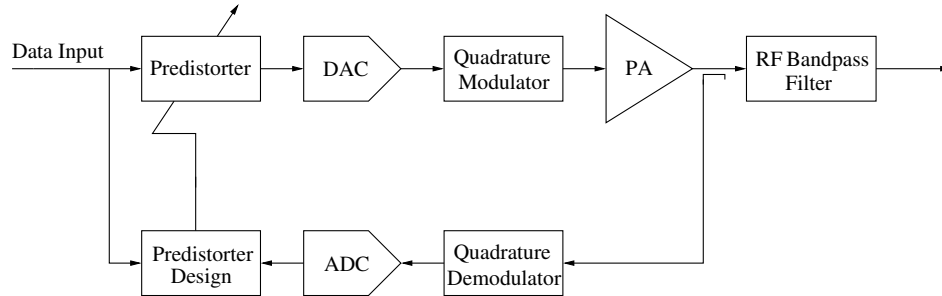 Data Input
Predistorter
DAC
Quadrature
Modulator
PA
RF Bandpass
Filter
Predistorter
Design
ADC
Quadrature
Demodulator